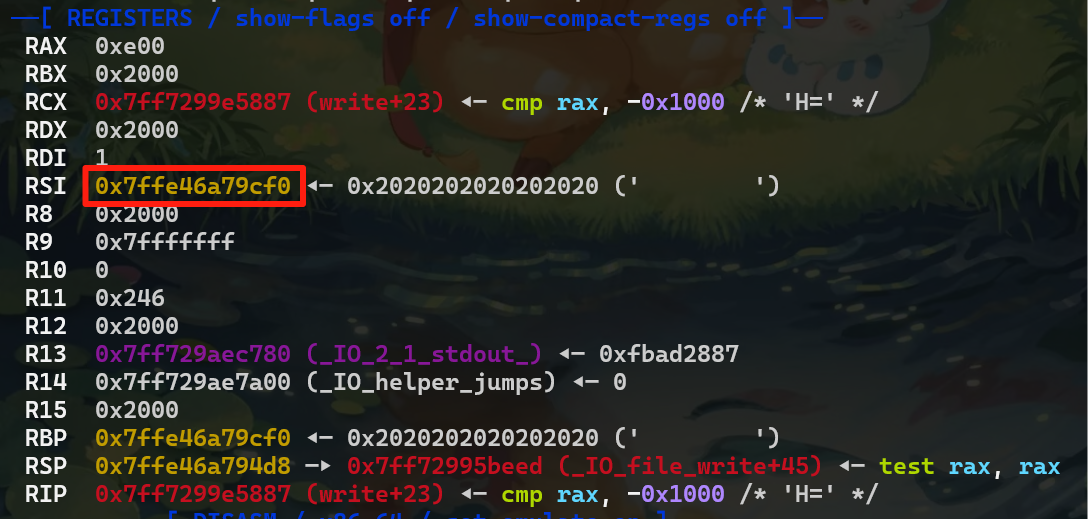 ──[ REGISTERS / show-flags off / show-compact-regs off ]──
RAX  0xe00
RBX  0x2000
RCX  0x7ff7299e5887 (write+23) ◂— cmp rax, -0x1000 /* 'H=' */
RDX  0x2000
RDI  1
RSI  0x7ffe46a79cf0 ◂— 0x2020202020202020 ('        ')
R8   0x2000
R9   0x7fffffff
R10  0
R11  0x246
R12  0x2000
R13  0x7ff729aec780 (_IO_2_1_stdout_) ◂— 0xfbad2887
R14  0x7ff729ae7a00 (_IO_helper_jumps) ◂— 0
R15  0x2000
RBP  0x7ffe46a79cf0 ◂— 0x2020202020202020 ('        ')
RSP  0x7ffe46a794d8 —▸ 0x7ff72995beed (_IO_file_write+45) ◂— test rax, rax
RIP  0x7ff7299e5887 (write+23) ◂— cmp rax, -0x1000 /* 'H=' */